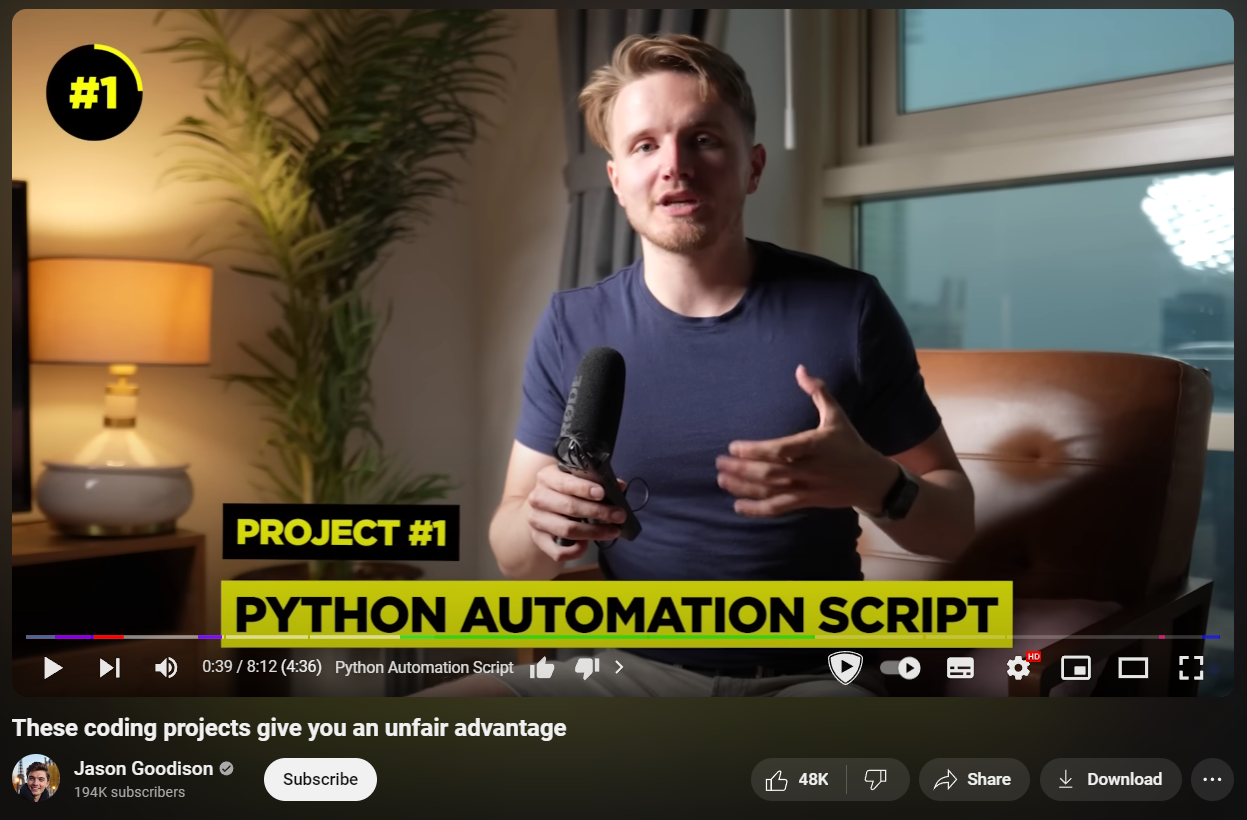 #1
RODE
PROJECT #1
PYTHON AUTOMATION SCRIPT
0:39 / 8:12 (4:36) Python Automation Script
HD
These coding projects give you an unfair advantage
Jason Goodison
194K subscribers
Subscribe
48K
Share
Download